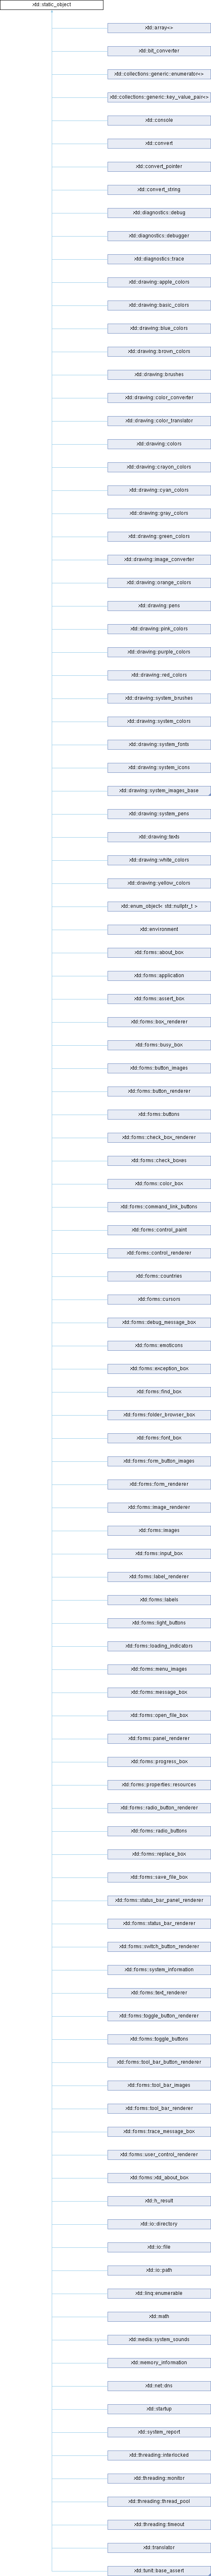 xtd::static_object
xtd::array<>
xtd::bit_converter
xtd::collections::generic::enumerator<>
xtd::collections::generic::key_value_pair<>
xtd::console
xtd::convert
xtd::convert_pointer
xtd::convert_string
xtd::diagnostics::debug
xtd::diagnostics::debugger
xtd::diagnostics::trace
xtd::drawing::apple_colors
xtd::drawing::basic_colors
xtd::drawing::blue_colors
xtd::drawing::brown_colors
xtd::drawing::brushes
xtd::drawing::color_converter
xtd::drawing::color_translator
xtd::drawing::colors
xtd::drawing::crayon_colors
xtd::drawing::cyan_colors
xtd::drawing::gray_colors
xtd::drawing::green_colors
xtd::drawing::image_converter
xtd::drawing::orange_colors
xtd::drawing::pens
xtd::drawing::pink_colors
xtd::drawing::purple_colors
xtd::drawing::red_colors
xtd::drawing::system_brushes
xtd::drawing::system_colors
xtd::drawing::system_fonts
xtd::drawing::system_icons
xtd::drawing::system_images_base
xtd::drawing::system_pens
xtd::drawing::texts
xtd::drawing::white_colors
xtd::drawing::yellow_colors
xtd::enum_object< std::nullptr_t >
xtd::environment
xtd::forms::about_box
xtd::forms::application
xtd::forms::assert_box
xtd::forms::box_renderer
xtd::forms::busy_box
xtd::forms::button_images
xtd::forms::button_renderer
xtd::forms::buttons
xtd::forms::check_box_renderer
xtd::forms::check_boxes
xtd::forms::color_box
xtd::forms::command_link_buttons
xtd::forms::control_paint
xtd::forms::control_renderer
xtd::forms::countries
xtd::forms::cursors
xtd::forms::debug_message_box
xtd::forms::emoticons
xtd::forms::exception_box
xtd::forms::find_box
xtd::forms::folder_browser_box
xtd::forms::font_box
xtd::forms::form_button_images
xtd::forms::form_renderer
xtd::forms::image_renderer
xtd::forms::images
xtd::forms::input_box
xtd::forms::label_renderer
xtd::forms::labels
xtd::forms::light_buttons
xtd::forms::loading_indicators
xtd::forms::menu_images
xtd::forms::message_box
xtd::forms::open_file_box
xtd::forms::panel_renderer
xtd::forms::progress_box
xtd::forms::properties::resources
xtd::forms::radio_button_renderer
xtd::forms::radio_buttons
xtd::forms::replace_box
xtd::forms::save_file_box
xtd::forms::status_bar_panel_renderer
xtd::forms::status_bar_renderer
xtd::forms::switch_button_renderer
xtd::forms::system_information
xtd::forms::text_renderer
xtd::forms::toggle_button_renderer
xtd::forms::toggle_buttons
xtd::forms::tool_bar_button_renderer
xtd::forms::tool_bar_images
xtd::forms::tool_bar_renderer
xtd::forms::trace_message_box
xtd::forms::user_control_renderer
xtd::forms::xtd_about_box
xtd::h_result
xtd::io::directory
xtd::io::file
xtd::io::path
xtd::linq::enumerable
xtd::math
xtd::media::system_sounds
xtd::memory_information
xtd::net::dns
xtd::startup
xtd::system_report
xtd::threading::interlocked
xtd::threading::monitor
xtd::threading::thread_pool
xtd::threading::timeout
xtd::translator
xtd::tunit::base_assert